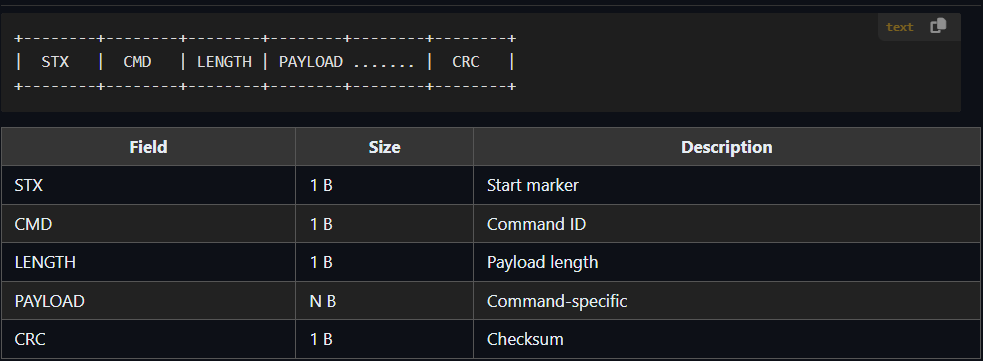 text
+--------+--------+--------+--------+--------+--------+
|  STX   |  CMD   | LENGTH | PAYLOAD ....... |  CRC   |
+--------+--------+--------+--------+--------+--------+
Field Size Description
STX 1 B Start marker
CMD 1 B Command ID
LENGTH 1 B Payload length
PAYLOAD N B Command-specific
CRC 1 B Checksum